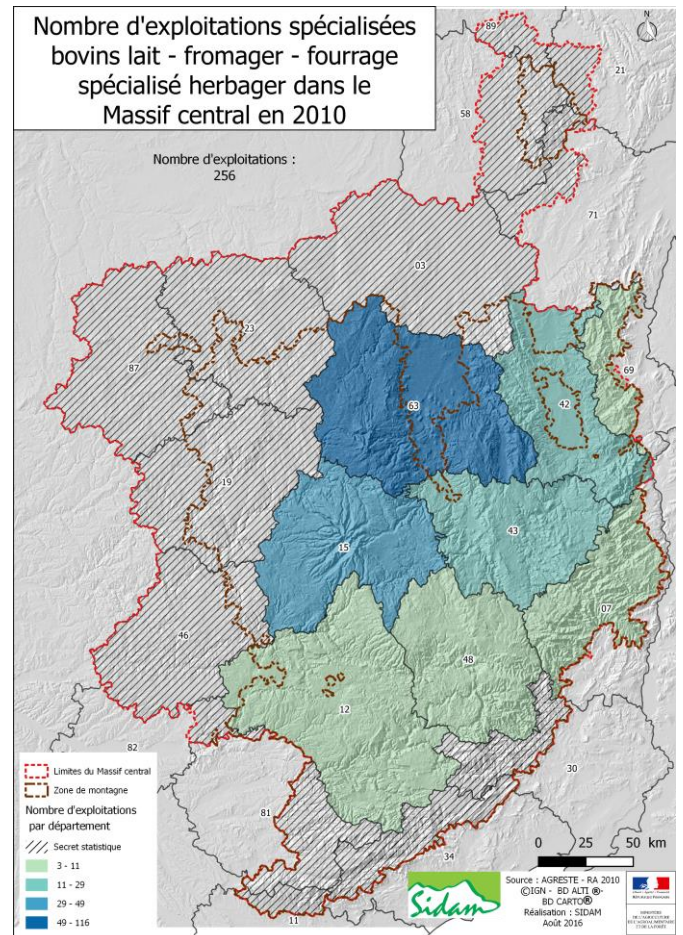 Nombre d'exploitations spécialisées
bovins lait - fromager - fourrage
spécialisé herbager dans le
Massif central en 2010
Nombre d'exploitations :
256
N
89
21
58
71
03
23
87
69
63
42
19
15
43
07
46
48
12
82
30
81
34
11
Limites du Massif central
Zone de montagne
Nombre d'exploitations
par département
Secret statistique
3 - 11
11 - 29
29 - 49
49 - 116
0 25 50 km
Sidam
Source : AGRESTE - RA 2010
©IGN - BD ALTI ®-
BD CARTO®
Réalisation : SIDAM
Août 2016